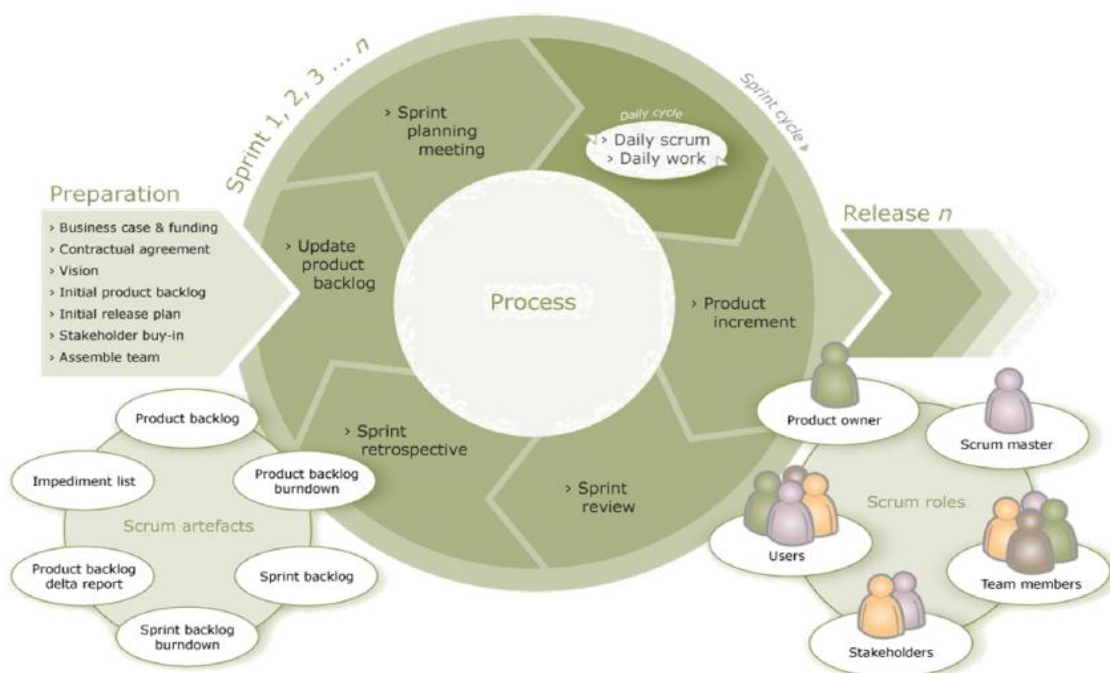 Sprint 1, 2, 3 ... n
Sprint cycle
Preparation
› Business case & funding
› Contractual agreement
› Vision
› Initial product backlog
› Initial release plan
› Stakeholder buy-in
› Assemble team
› Sprint
planning
meeting
Daily cycle
› Daily scrum
› Daily work
› Update
product
backlog
Process
› Product
increment
› Sprint
retrospective
› Sprint
review
Release n
Product backlog
Impediment list
Product backlog
burndown
Scrum artefacts
Product backlog
delta report
Sprint backlog
Sprint backlog
burndown
Product owner
Scrum master
Scrum roles
Users
Team members
Stakeholders